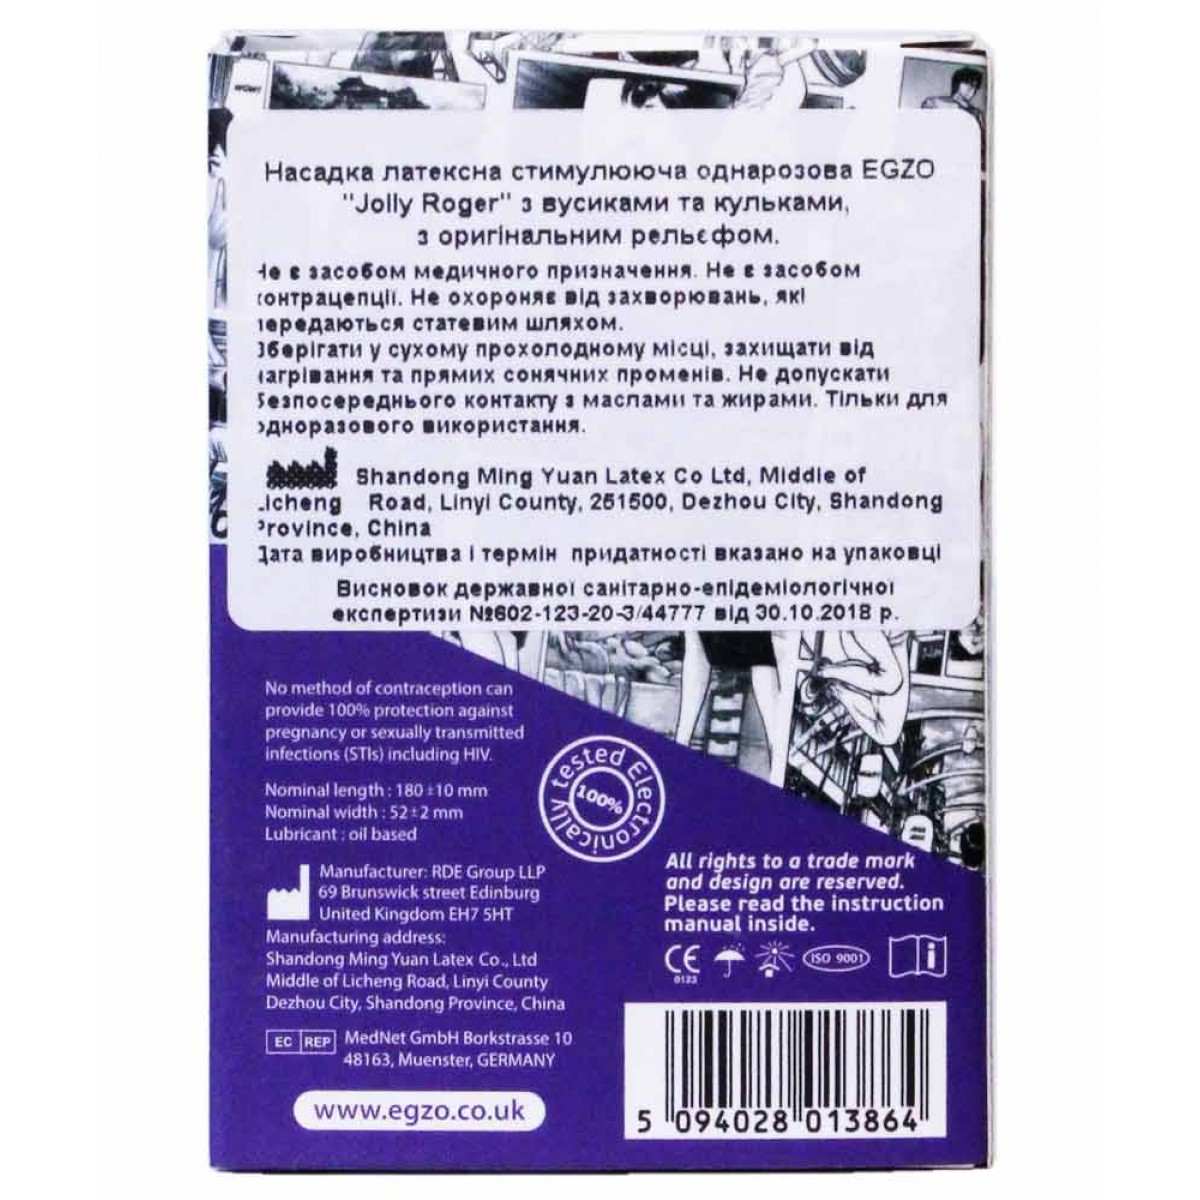 WOW!
Насадка латексна стимулююча однарозова EGZO
"Jolly Roger" з вусиками та кульками,
з оригінальним рельєфом.
Не є засобом медичного призначення. Не є засобом
контрацепції. Не охороняє від захворювань, які
передаються статевим шляхом.
Зберігати у сухому прохолодному місці, захищати від
нагрівання та прямих сонячних променів. Не допускати
безпосереднього контакту з маслами та жирами. Тільки для
одноразового використання.
Shandong Ming Yuan Latex Co Ltd, Middle of
Licheng Road, Linyi County, 251500, Dezhou City, Shandong
Province, China
Дата виробництва і термін придатності вказано на упаковці
Висновок державної санітарно-епідеміологічної
експертизи №602-123-20-3/44777 від 30.10.2018 р.
No method of contraception can
provide 100% protection against
pregnancy or sexually transmitted
infections (STIs) including HIV.
Nominal length : 180±10 mm
Nominal width : 52±2 mm
Lubricant : oil based
Electronically tested
100%
Manufacturer: RDE Group LLP
69 Brunswick street Edinburg
United Kingdom EH7 5HT
Manufacturing address:
Shandong Ming Yuan Latex Co., Ltd
Middle of Licheng Road, Linyi County
Dezhou City, Shandong Province, China
EC REP MedNet GmbH Borkstrasse 10
48163, Muenster, GERMANY
www.egzo.co.uk
All rights to a trade mark
and design are reserved.
Please read the instruction
manual inside.
CE 0123 ISO 9001 i
5 094028 013864